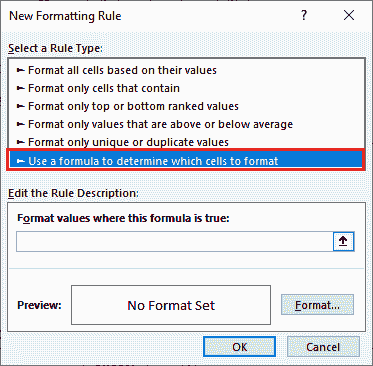 New Formatting Rule
? ×
Select a Rule Type:
► Format all cells based on their values
► Format only cells that contain
► Format only top or bottom ranked values
► Format only values that are above or below average
► Format only unique or duplicate values
► Use a formula to determine which cells to format
Edit the Rule Description:
Format values where this formula is true:
Preview:
No Format Set
Format...
OK
Cancel